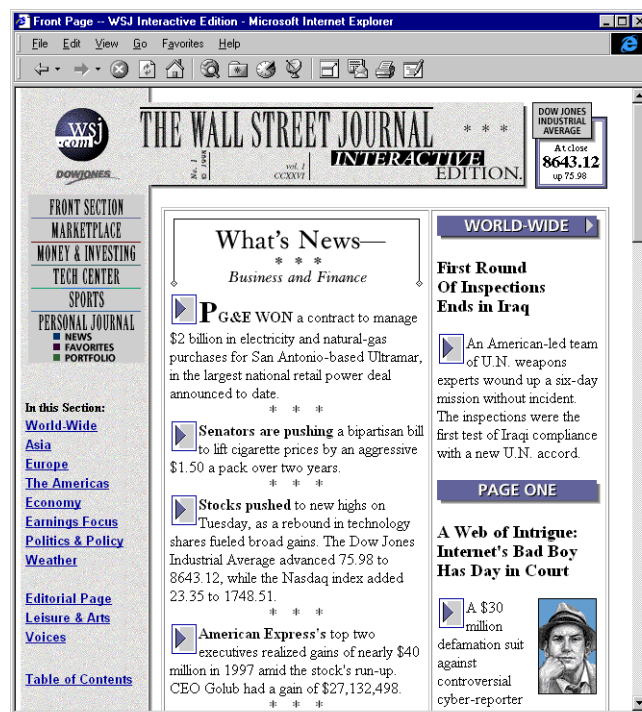 Front Page -- WSJ Interactive Edition - Microsoft Internet Explorer
File Edit View Go Favorites Help
wsj
.com
DOWJONES
THE WALL STREET JOURNAL
* * *
No. 1
© 1998
vol. 1
CCXXVI
INTERACTIVE
EDITION.
DOW JONES
INDUSTRIAL
AVERAGE
At close
8643.12
up 75.98
FRONT SECTION
MARKETPLACE
MONEY & INVESTING
TECH CENTER
SPORTS
PERSONAL JOURNAL
NEWS
FAVORITES
PORTFOLIO
In this Section:
World-Wide
Asia
Europe
The Americas
Economy
Earnings Focus
Politics & Policy
Weather
Editorial Page
Leisure & Arts
Voices
Table of Contents
What's News—
* * *
Business and Finance
PG&E WON a contract to manage
$2 billion in electricity and natural-gas
purchases for San Antonio-based Ultramar,
in the largest national retail power deal
announced to date.
* * *
Senators are pushing a bipartisan bill
to lift cigarette prices by an aggressive
$1.50 a pack over two years.
* * *
Stocks pushed to new highs on
Tuesday, as a rebound in technology
shares fueled broad gains. The Dow Jones
Industrial Average advanced 75.98 to
8643.12, while the Nasdaq index added
23.35 to 1748.51.
* * *
American Express's top two
executives realized gains of nearly $40
million in 1997 amid the stock's run-up.
CEO Golub had a gain of $27,132,498.
* * *
WORLD-WIDE
First Round
Of Inspections
Ends in Iraq
An American-led team
of U.N. weapons
experts wound up a six-day
mission without incident.
The inspections were the
first test of Iraqi compliance
with a new U.N. accord.
PAGE ONE
A Web of Intrigue:
Internet's Bad Boy
Has Day in Court
A $30
million
defamation suit
against
controversial
cyber-reporter